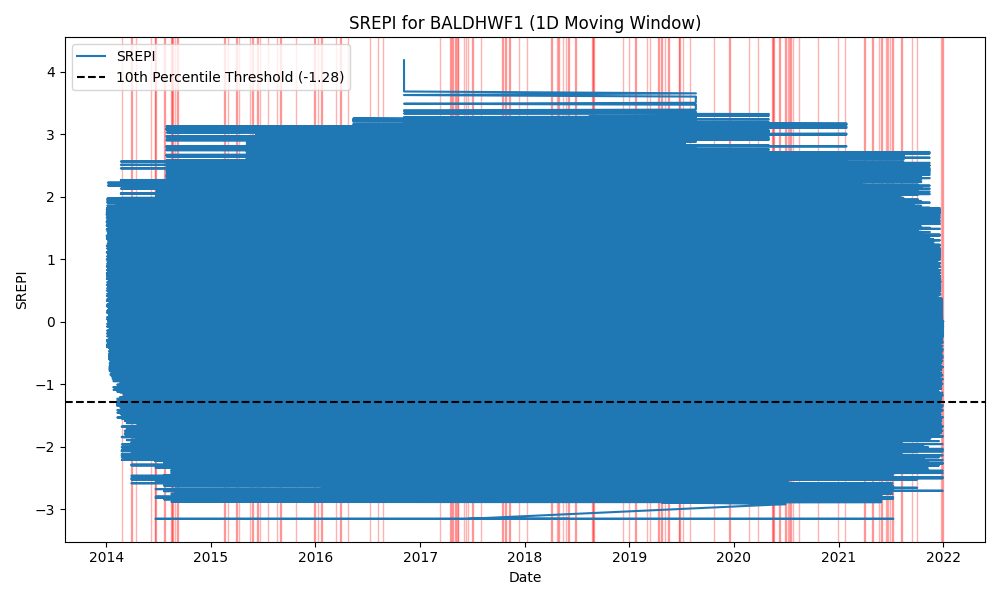 SREPI for BALDHWF1 (1D Moving Window)
SREPI
10th Percentile Threshold (-1.28)
SREPI
4
3
2
1
0
−1
−2
−3
2014 2015 2016 2017 2018 2019 2020 2021 2022
Date